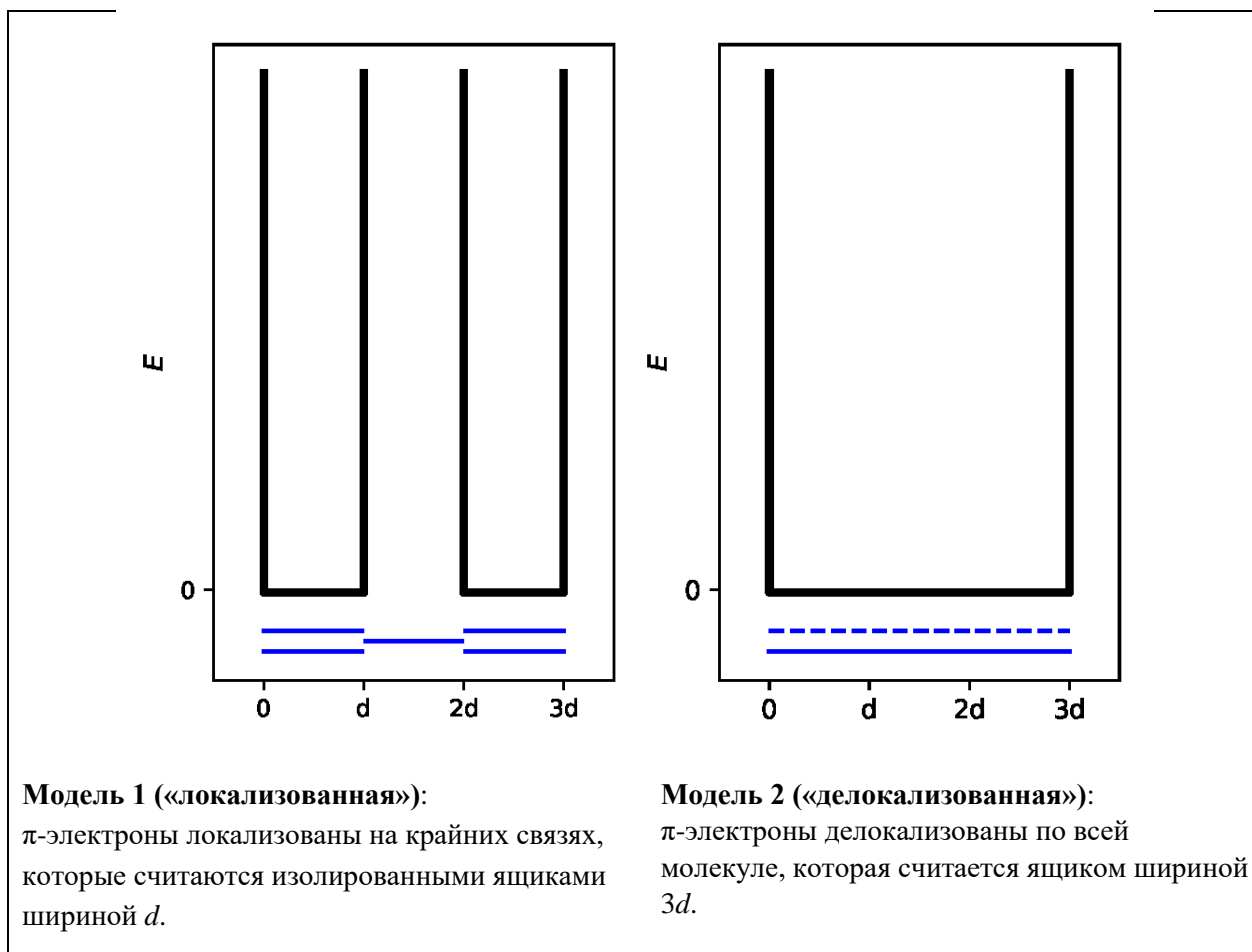 E
0
0 d 2d 3d
E
0
0 d 2d 3d
Модель 1 («локализованная»):
π-электроны локализованы на крайних связях,
которые считаются изолированными ящиками
шириной d.
Модель 2 («делокализованная»):
π-электроны делокализованы по всей
молекуле, которая считается ящиком шириной
3d.